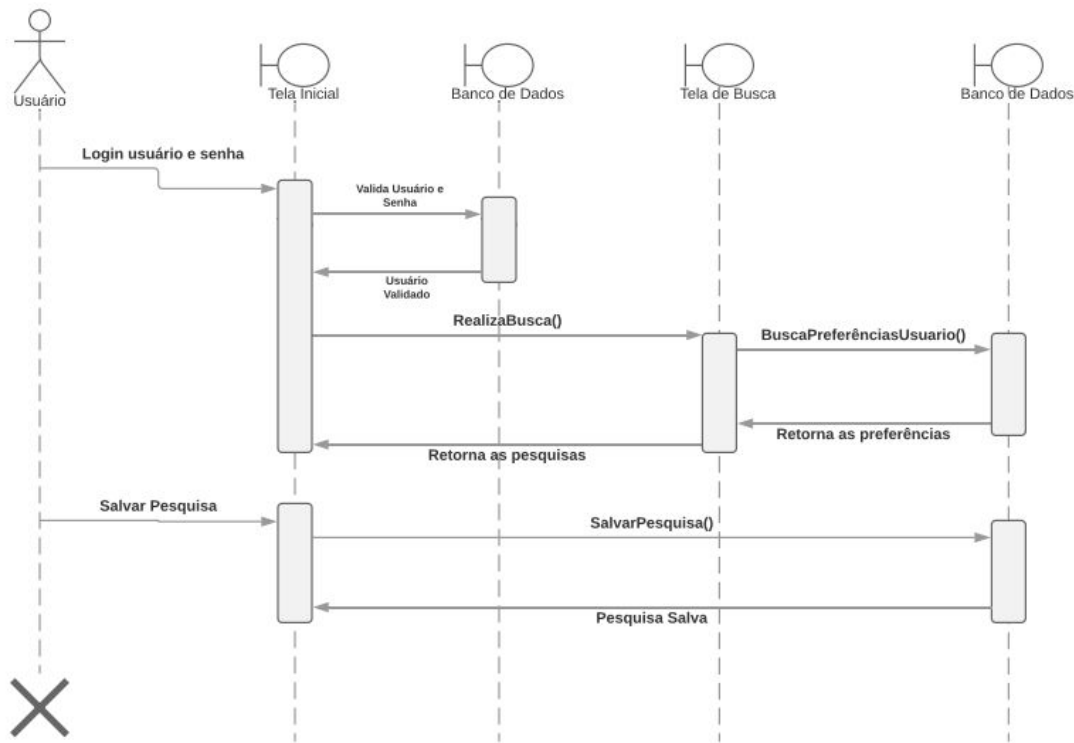 Usuário
Tela Inicial
Banco de Dados
Tela de Busca
Banco de Dados
Login usuário e senha
Valida Usuário e
Senha
Usuário
Validado
RealizaBusca()
BuscaPreferênciasUsuario()
Retorna as preferências
Retorna as pesquisas
Salvar Pesquisa
SalvarPesquisa()
Pesquisa Salva